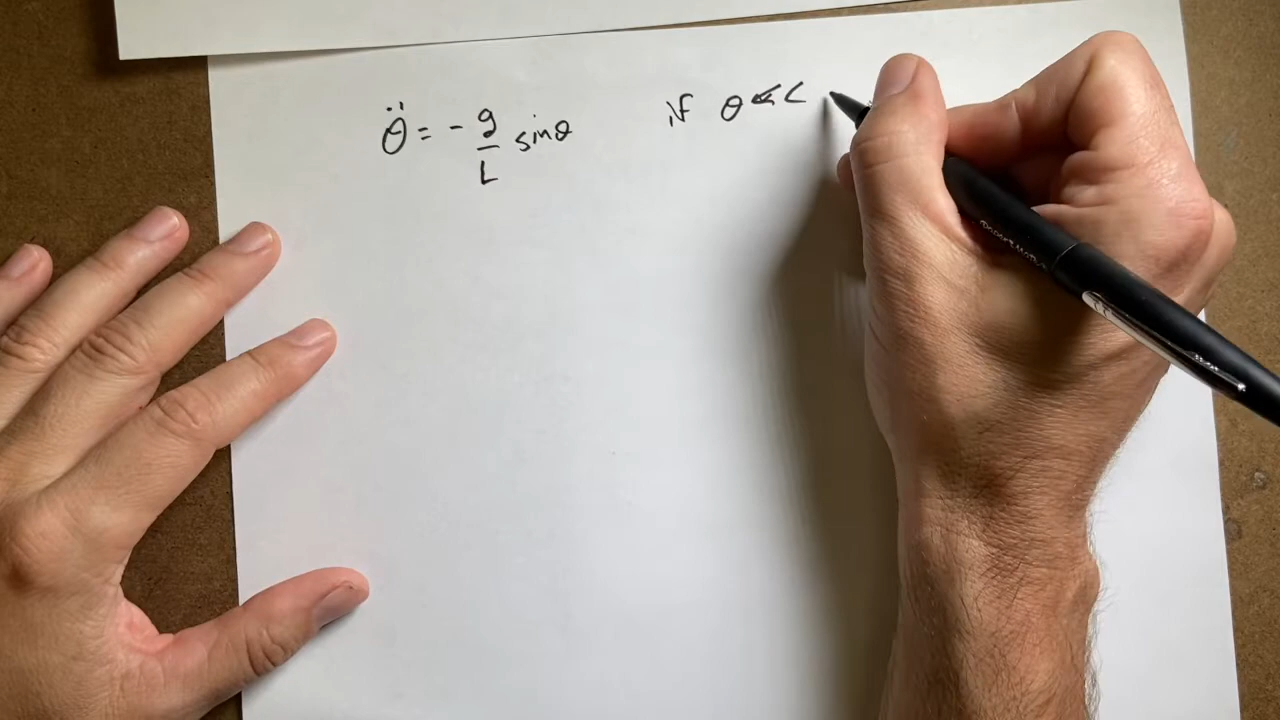 θ̈ = - g/L sinθ if θ <<